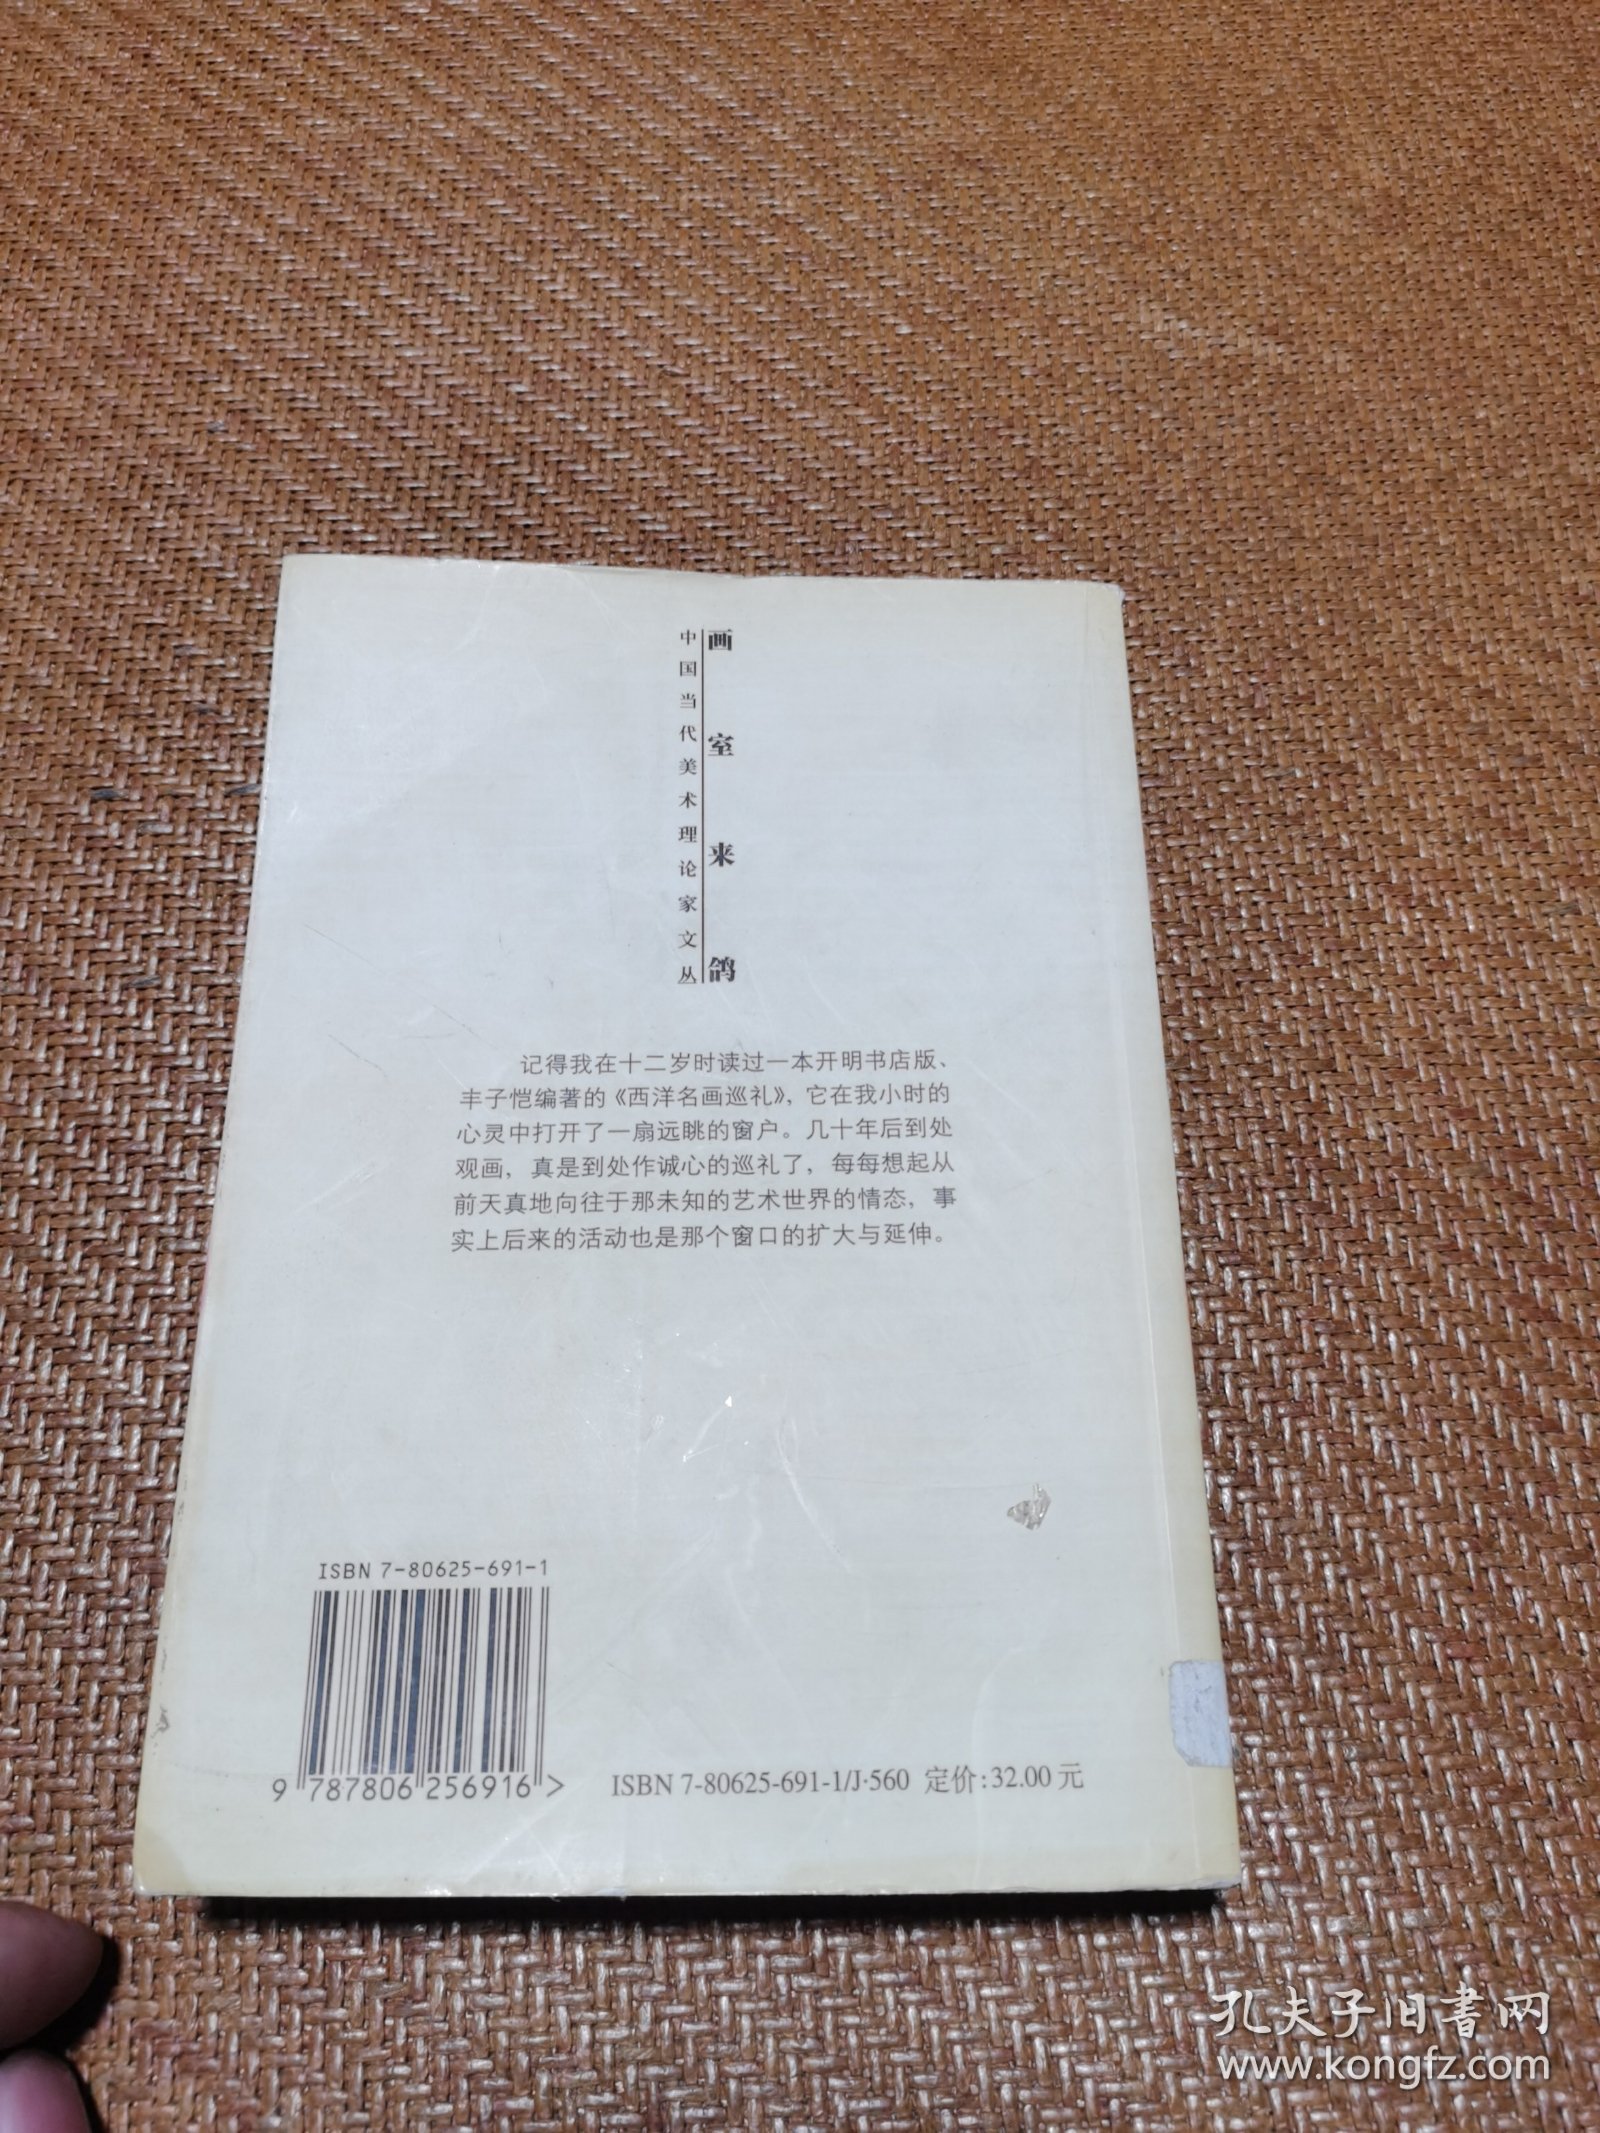 画室来鸽
中国当代美术理论家文丛
记得我在十二岁时读过一本开明书店版、
丰子恺编著的《西洋名画巡礼》，它在我小时的
心灵中打开了一扇远眺的窗户。几十年后到处
观画，真是到处作诚心的巡礼了，每每想起从
前天真地向往于那未知的艺术世界的情态，事
实上后来的活动也是那个窗口的扩大与延伸。
ISBN 7-80625-691-1
9 787806 256916 >
ISBN 7-80625-691-1/J·560 定价:32.00元
孔夫子旧書网
www.kongfz.com